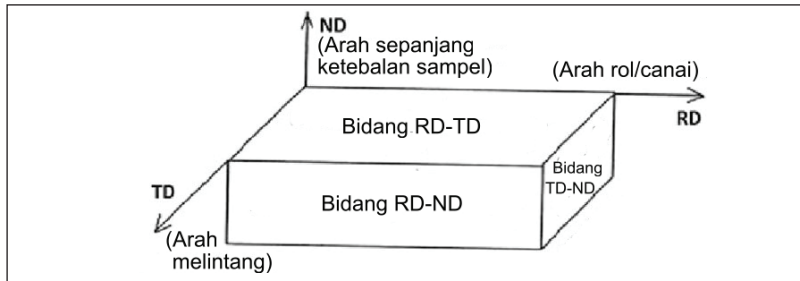 ND
(Arah sepanjang
ketebalan sampel)
(Arah rol/canai)
RD
Bidang RD-TD
Bidang
TD-ND
TD
Bidang RD-ND
(Arah
melintang)